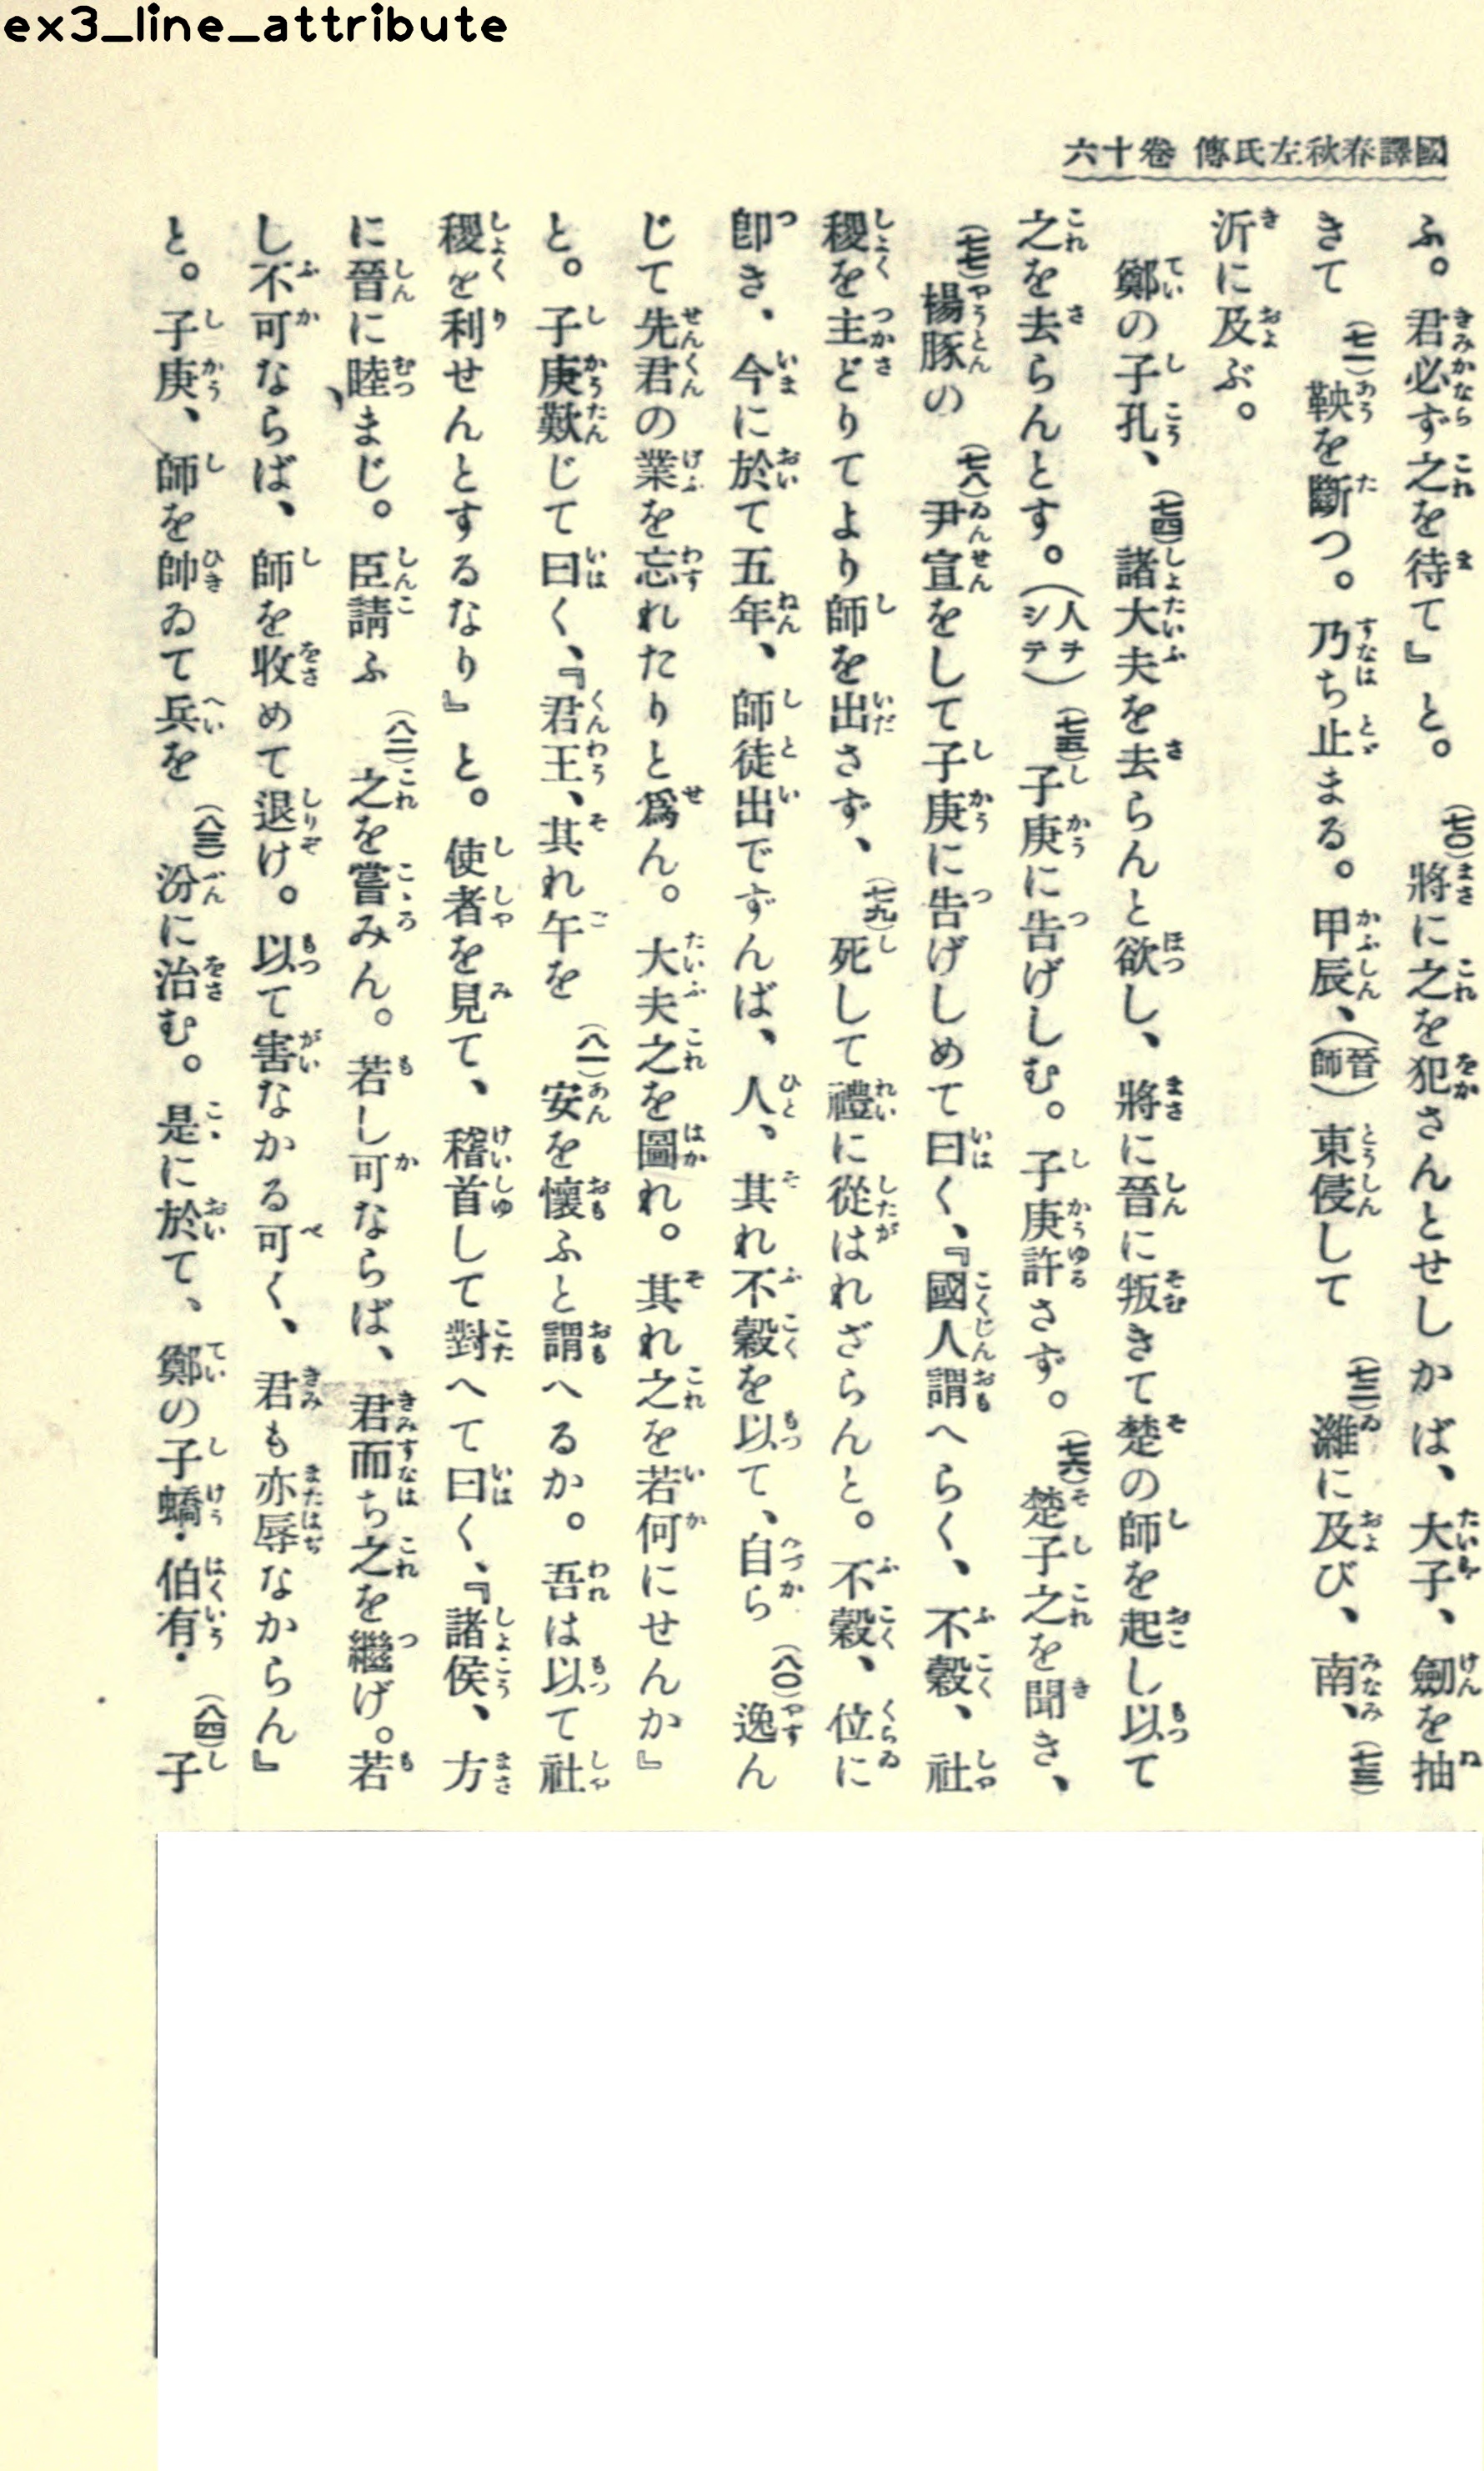 ex3_line_attribute
國譯春秋左氏傳 卷十六
ふ。君必ず之を待て』と。(七〇)將に之を犯さんとせしかば、大子、劍を抽
きて(七一)鞅を斷つ。乃ち止まる。甲辰、(晉師)東侵して(七二)濰に及び、南、(七三)
沂に及ぶ。
鄭の子孔、(七四)諸大夫を去らんと欲し、將に晉に叛きて楚の師を起し以て
之を去らんとす。(人ヲシテ)(七五)子庚に告げしむ。子庚許さず。(七六)楚子之を聞き、
(七七)揚豚の(七八)尹宣をして子庚に告げしめて曰く、『國人謂へらく、不穀、社
稷を主どりてより師を出さず、(七九)死して禮に從はれざらんと。不穀、位に
卽き、今に於て五年、師徒出でずんば、人、其れ不穀を以て、自ら(八〇)逸ん
じて先君の業を忘れたりと爲ん。大夫之を圖れ。其れ之を若何にせんか』
と。子庚歎じて曰く、『君王、其れ午を(八一)安を懷ふと謂へるか。吾は以て社
稷を利せんとするなり』と。使者を見て、稽首して對へて曰く、『諸侯、方
に晉に睦まじ。臣請ふ(八二)之を嘗みん。若し可ならば、君而ち之を繼げ。若
し不可ならば、師を收めて退け。以て害なかる可く、君も亦辱なからん』
と。子庚、師を帥ゐて兵を(八三)汾に治む。是に於て、鄭の子蟜・伯有・(八四)子